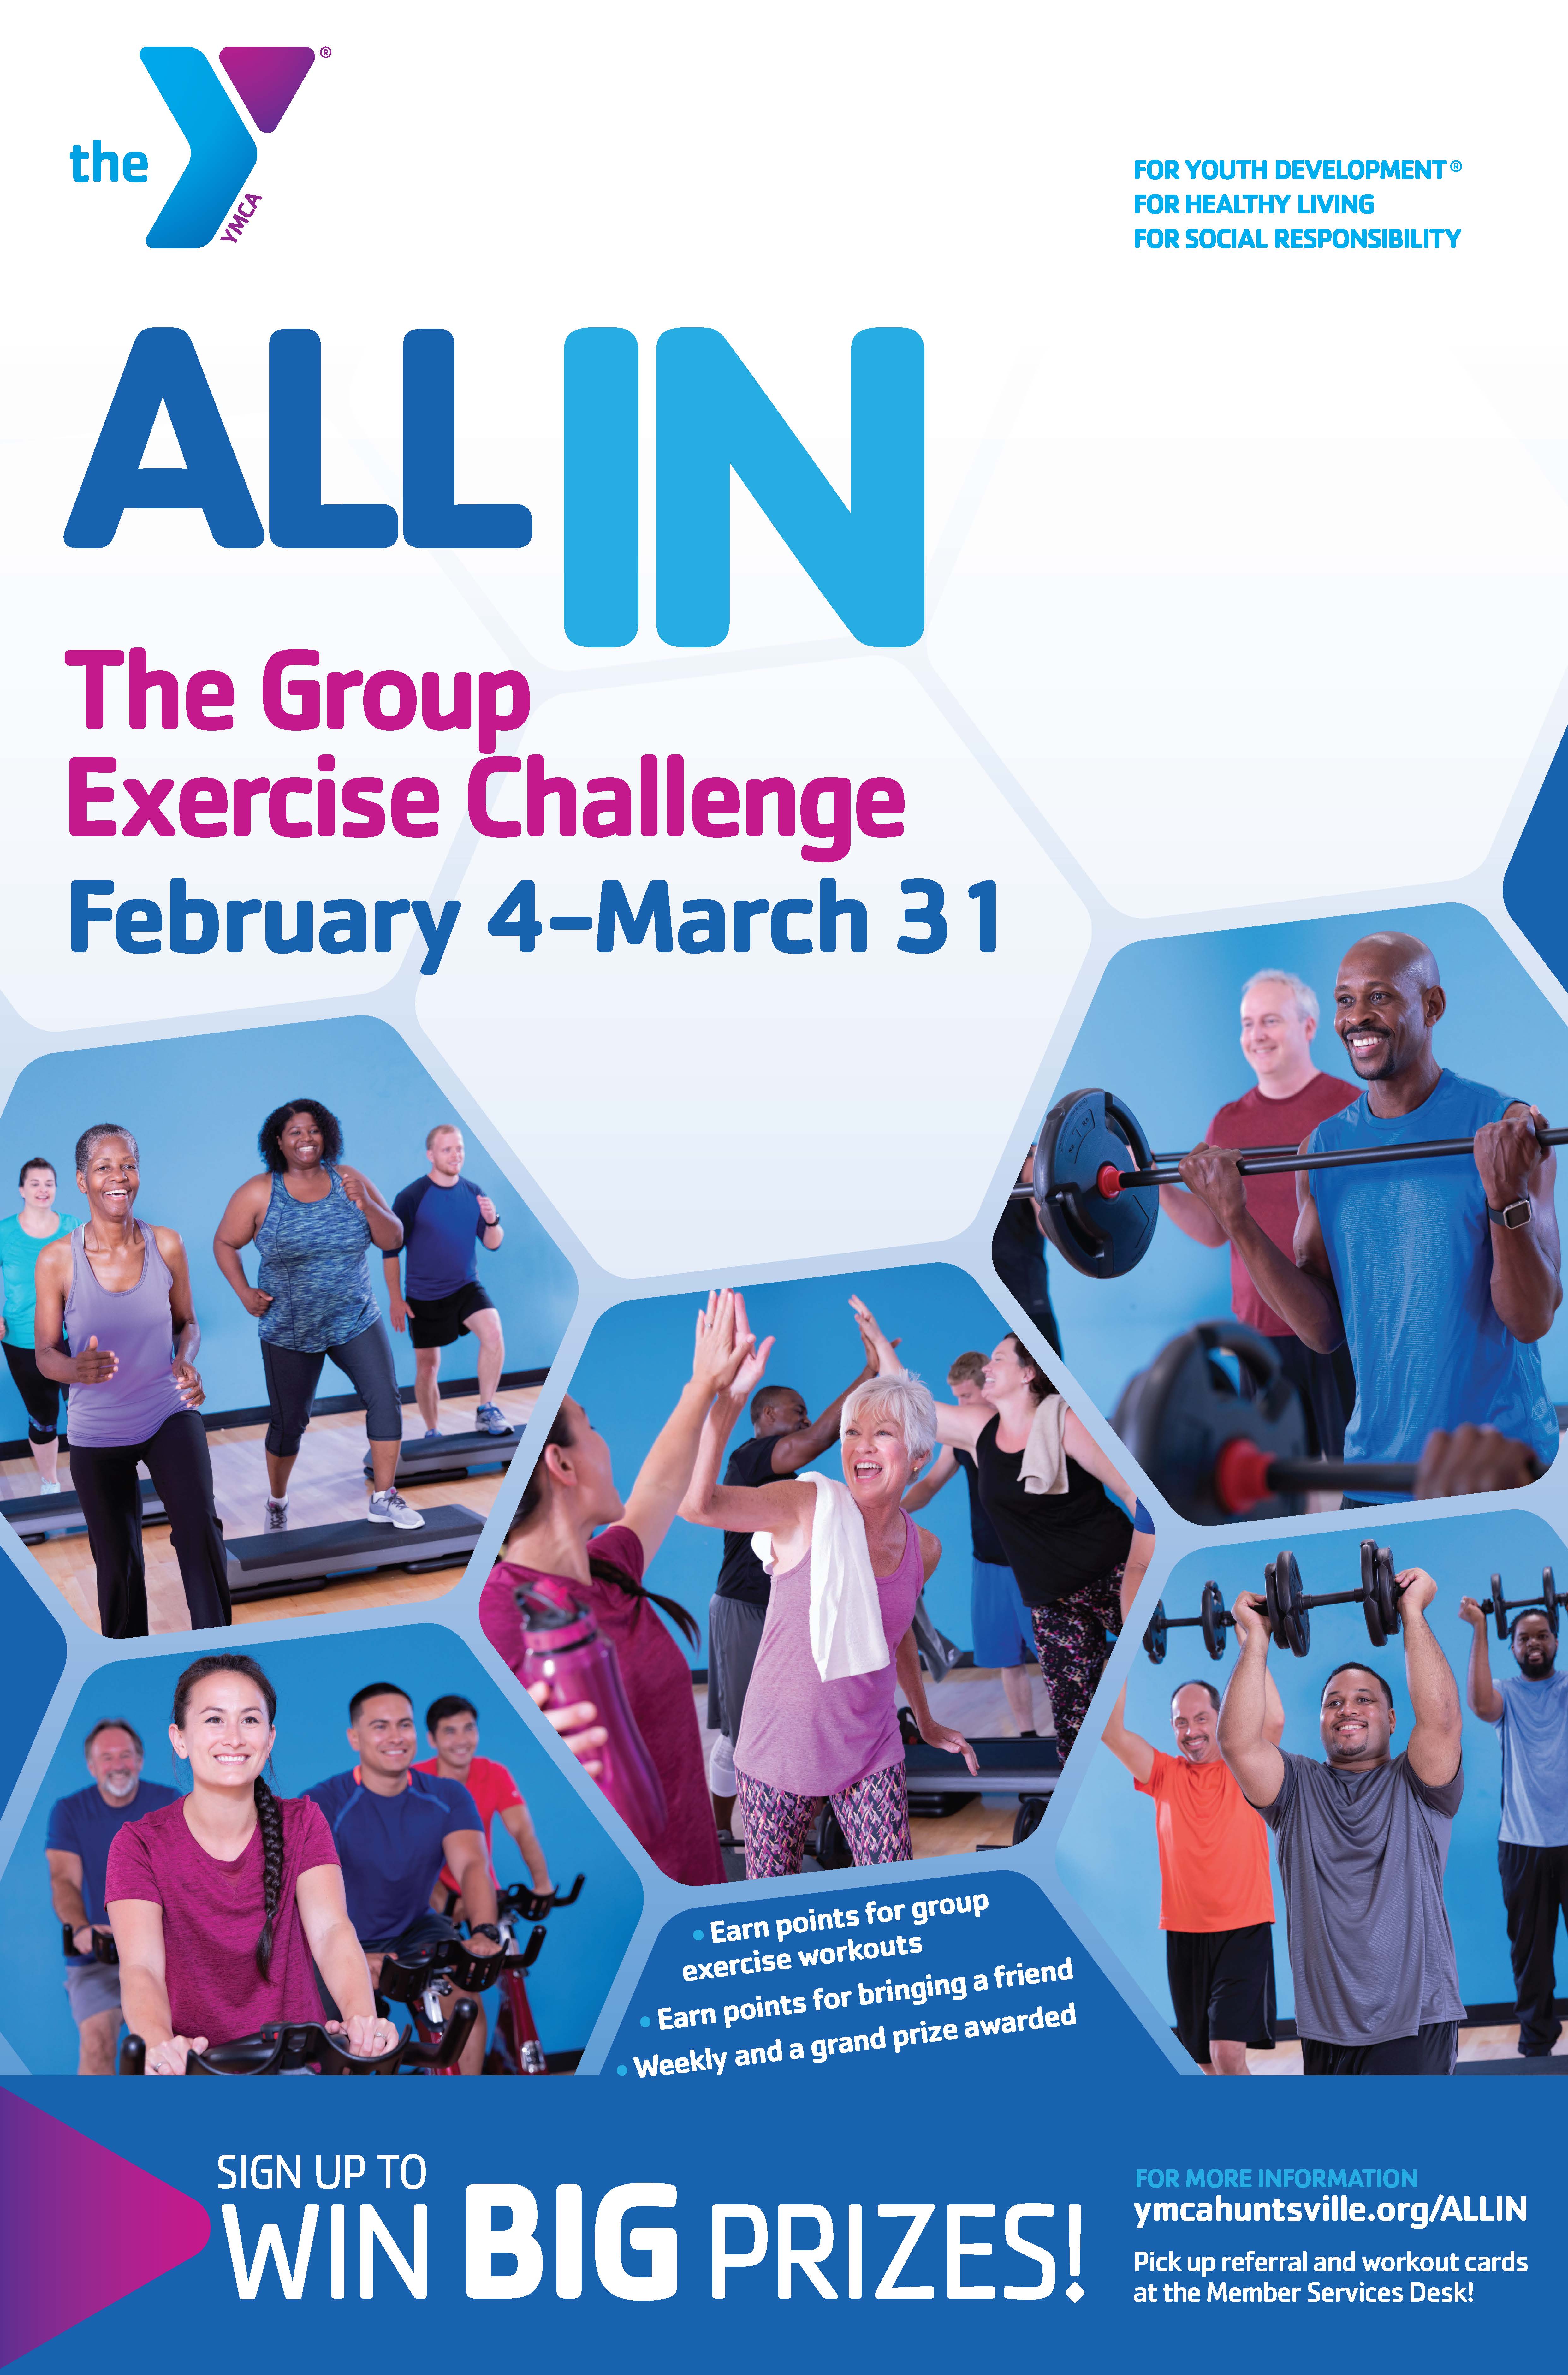 the
YMCA
®
FOR YOUTH DEVELOPMENT®
FOR HEALTHY LIVING
FOR SOCIAL RESPONSIBILITY
ALL IN
The Group
Exercise Challenge
February 4–March 31
• Earn points for group
exercise workouts
• Earn points for bringing a friend
• Weekly and a grand prize awarded
SIGN UP TO
WIN BIG PRIZES!
FOR MORE INFORMATION
ymcahuntsville.org/ALLIN
Pick up referral and workout cards
at the Member Services Desk!